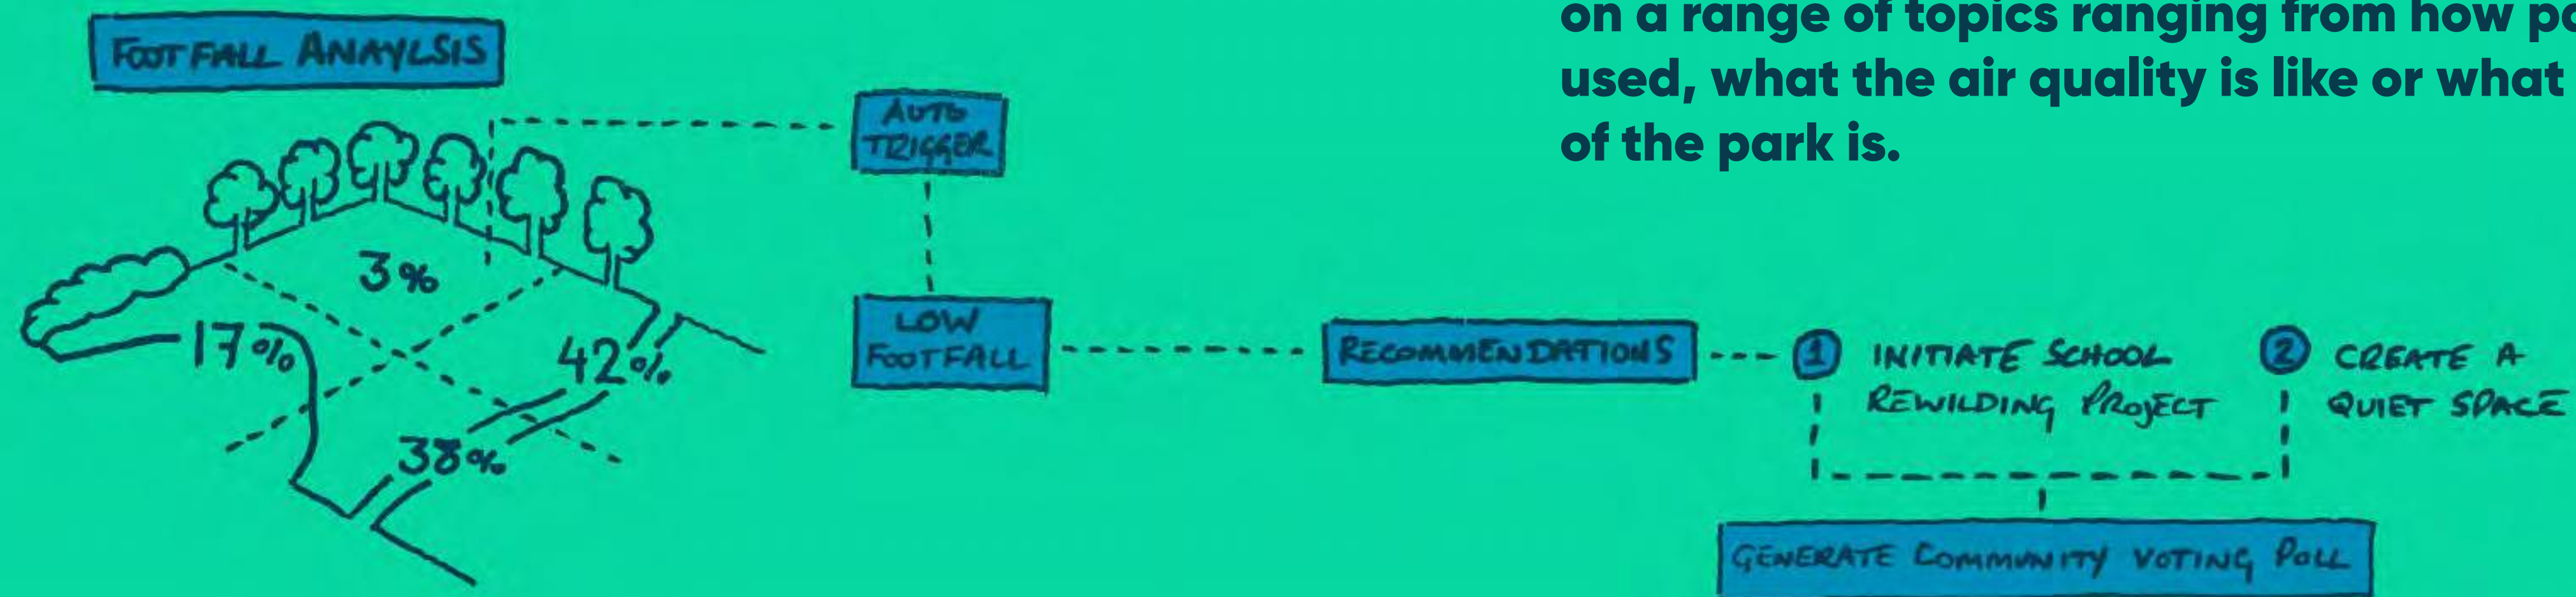 FOOTFALL ANAYLSIS
on a range of topics ranging from how
used, what the air quality is like or what
of the park is.
AUTO
TRIGGER
3%
17%
42%
38%
LOW
FOOTFALL
RECOMMENDATIONS
1 INITIATE SCHOOL
REWILDING PROJECT
2 CREATE A
QUIET SPACE
GENERATE COMMUNITY VOTING POLL